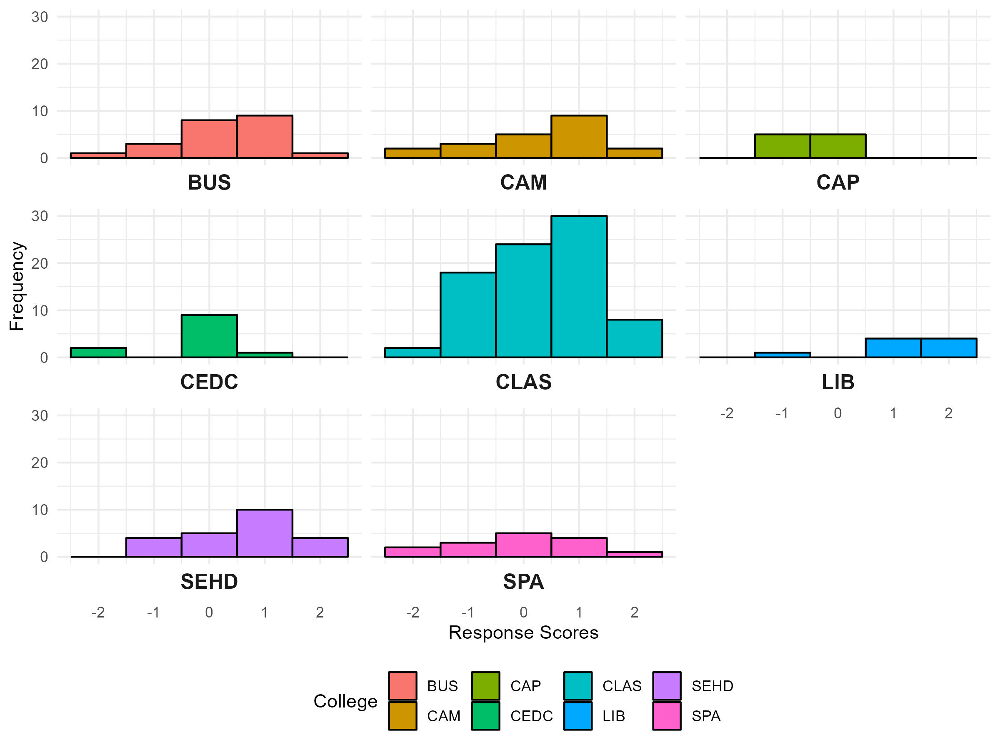 30
20
10
0
BUS
CAM
CAP
30
20
10
0
CEDC
CLAS
LIB
-2 -1 0 1 2
30
20
10
0
SEHD
SPA
-2 -1 0 1 2
-2 -1 0 1 2
Response Scores
Frequency
College
BUS
CAM
CAP
CEDC
CLAS
LIB
SEHD
SPA